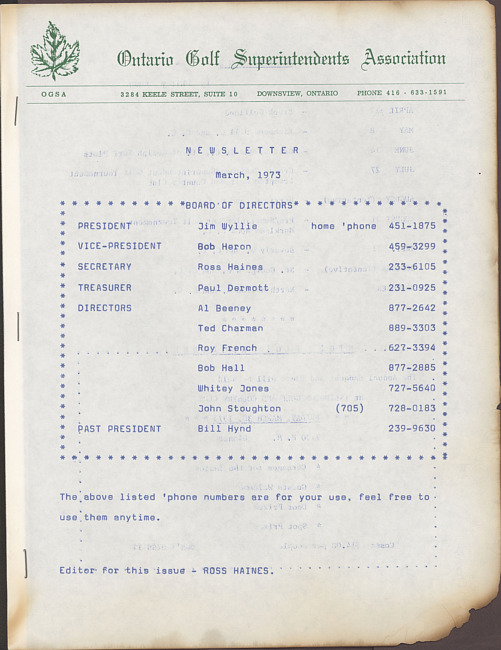 Ontario Golf Superintendents Association
OGSA 3284 KEELE STREET, SUITE 10 DOWNSVIEW, ONTARIO PHONE 416 - 633-1591
NEWSLETTER
March, 1973
BOARD OF DIRECTORS
PRESIDENT Jim Wyllie home 'phone 451-1875
VICE-PRESIDENT Bob Heron 459-3299
SECRETARY Ross Haines 233-6105
TREASURER Paul Dermott 231-0925
DIRECTORS Al Beeney 877-2642
Ted Charman 889-3303
Roy French 627-3394
Bob Hall 877-2885
Whitey Jones 727-5640
John Stoughton (705) 728-0183
PAST PRESIDENT Bill Hynd 239-9630
The above listed 'phone numbers are for your use, feel free to
use them anytime.
Editor for this issue - ROSS HAINES.